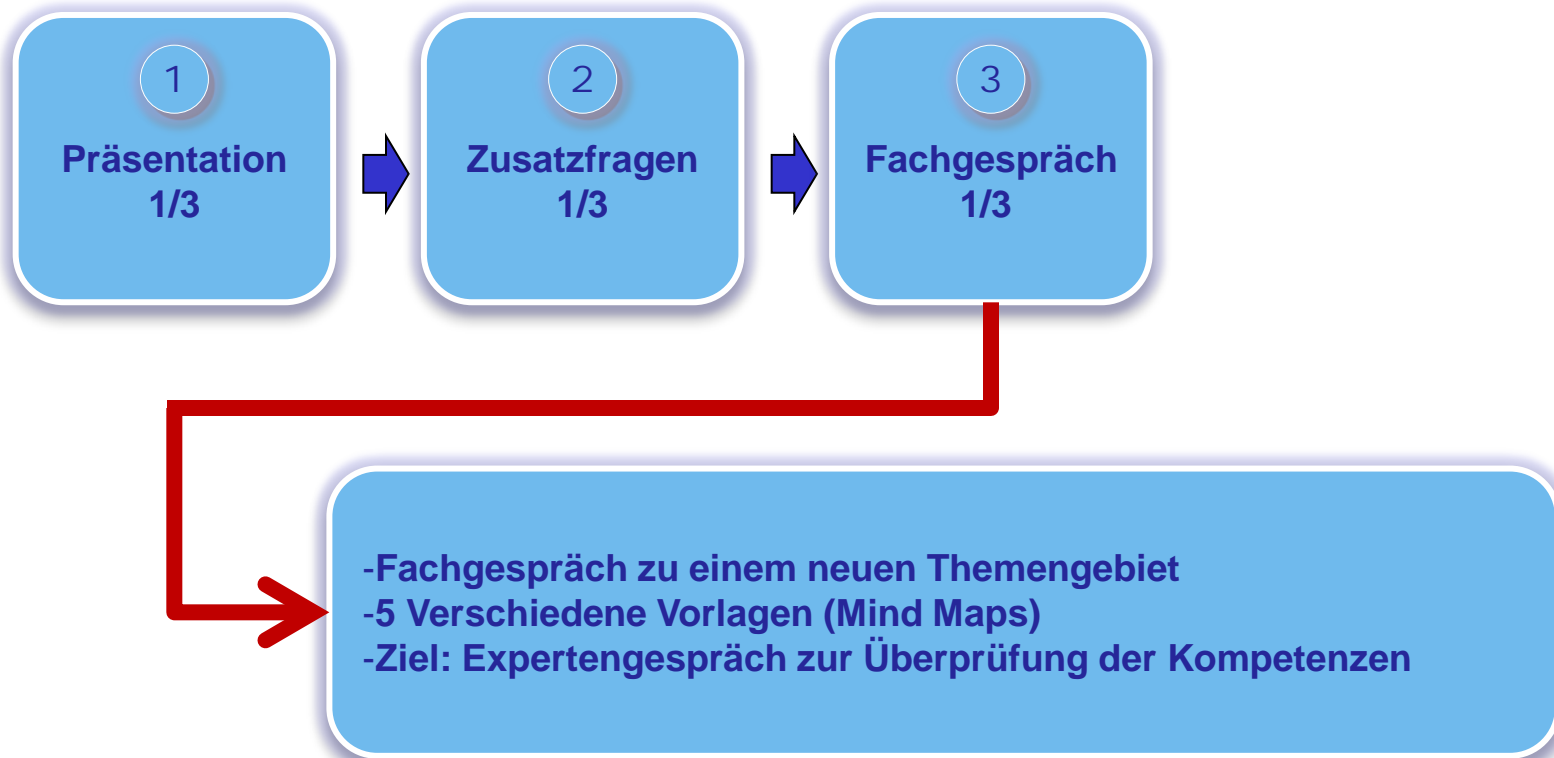 1
Präsentation
1/3
2
Zusatzfragen
1/3
3
Fachgespräch
1/3
-Fachgespräch zu einem neuen Themengebiet
-5 Verschiedene Vorlagen (Mind Maps)
-Ziel: Expertengespräch zur Überprüfung der Kompetenzen